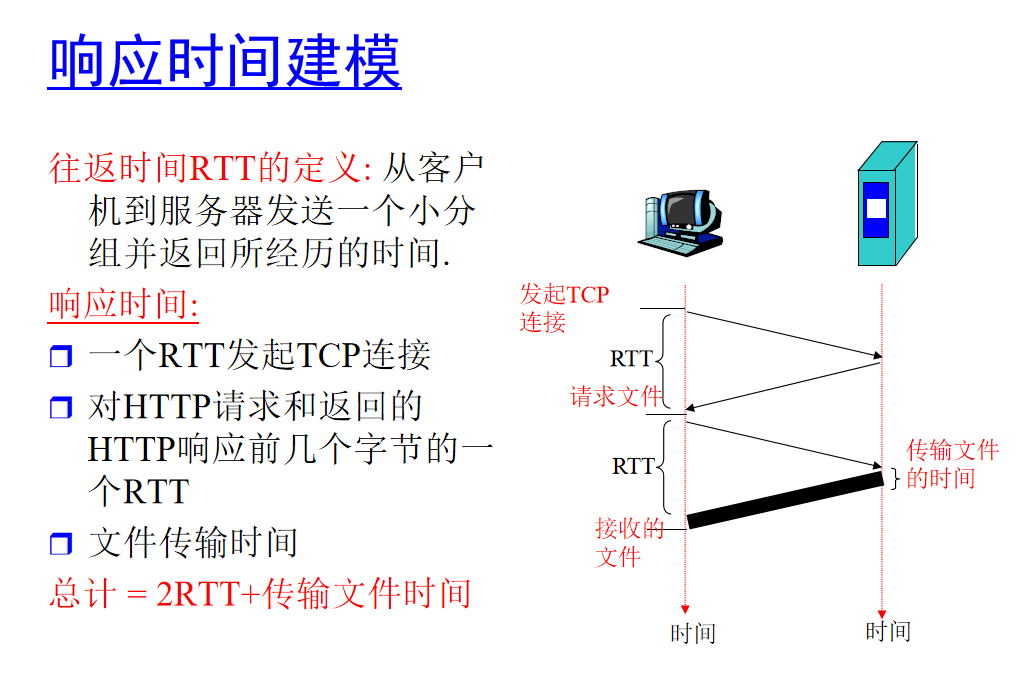 响应时间建模
往返时间RTT的定义: 从客户
机到服务器发送一个小分
组并返回所经历的时间.
响应时间:
一个RTT发起TCP连接
对HTTP请求和返回的
HTTP响应前几个字节的一
个RTT
文件传输时间
总计 = 2RTT+传输文件时间
发起TCP
连接
RTT
请求文件
RTT
传输文件
的时间
接收的
文件
时间
时间